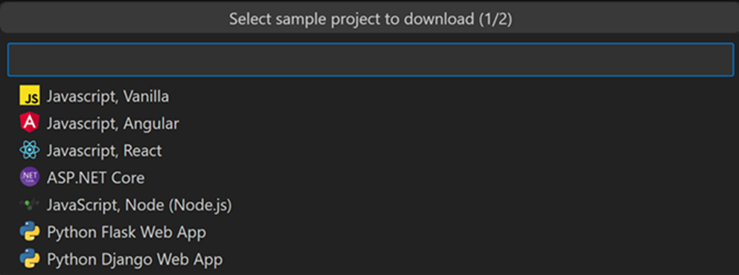 Select sample project to download (1/2)
JS Javascript, Vanilla
Javascript, Angular
Javascript, React
ASP.NET Core
JavaScript, Node (Node.js)
Python Flask Web App
Python Django Web App